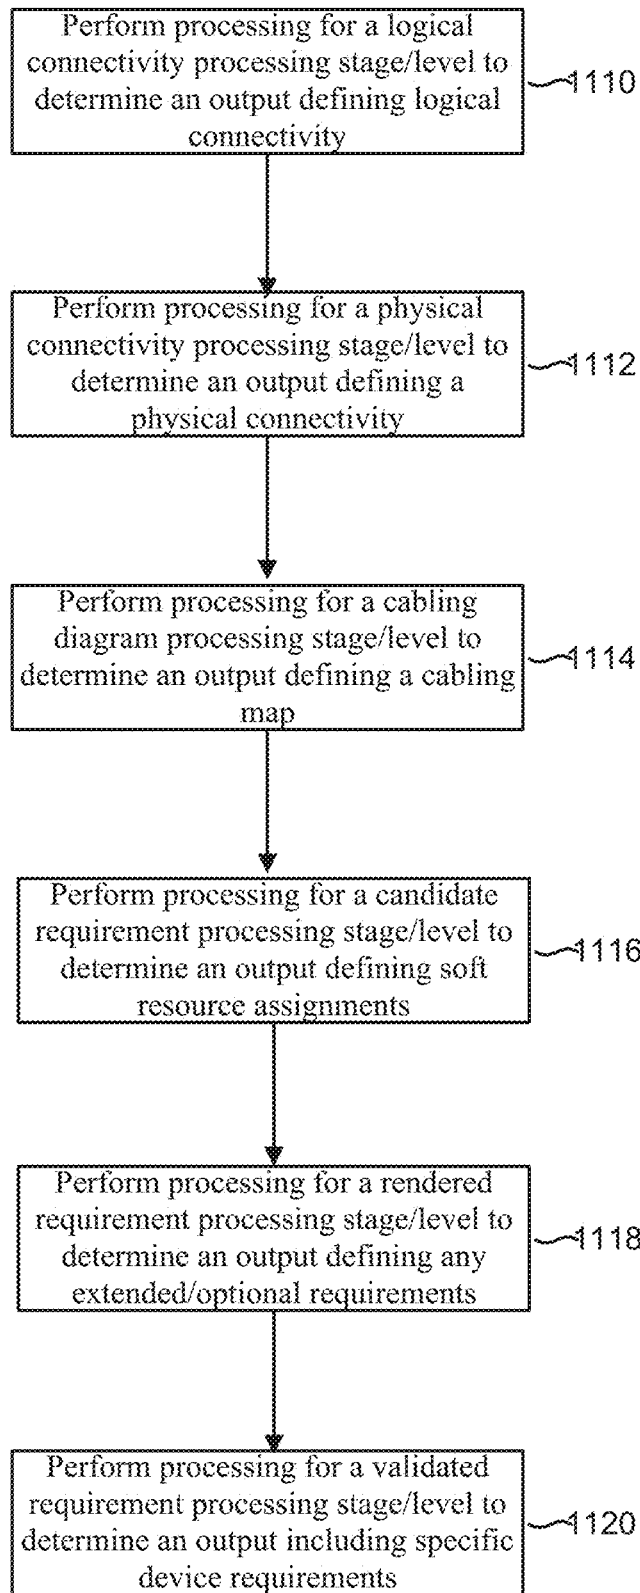 Perform processing for a logical
connectivity processing stage/level to
determine an output defining logical
connectivity
1110
Perform processing for a physical
connectivity processing stage/level to
determine an output defining a
physical connectivity
1112
Perform processing for a cabling
diagram processing stage/level to
determine an output defining a cabling
map
1114
Perform processing for a candidate
requirement processing stage/level to
determine an output defining soft
resource assignments
1116
Perform processing for a rendered
requirement processing stage/level to
determine an output defining any
extended/optional requirements
1118
Perform processing for a validated
requirement processing stage/level to
determine an output including specific
device requirements
1120